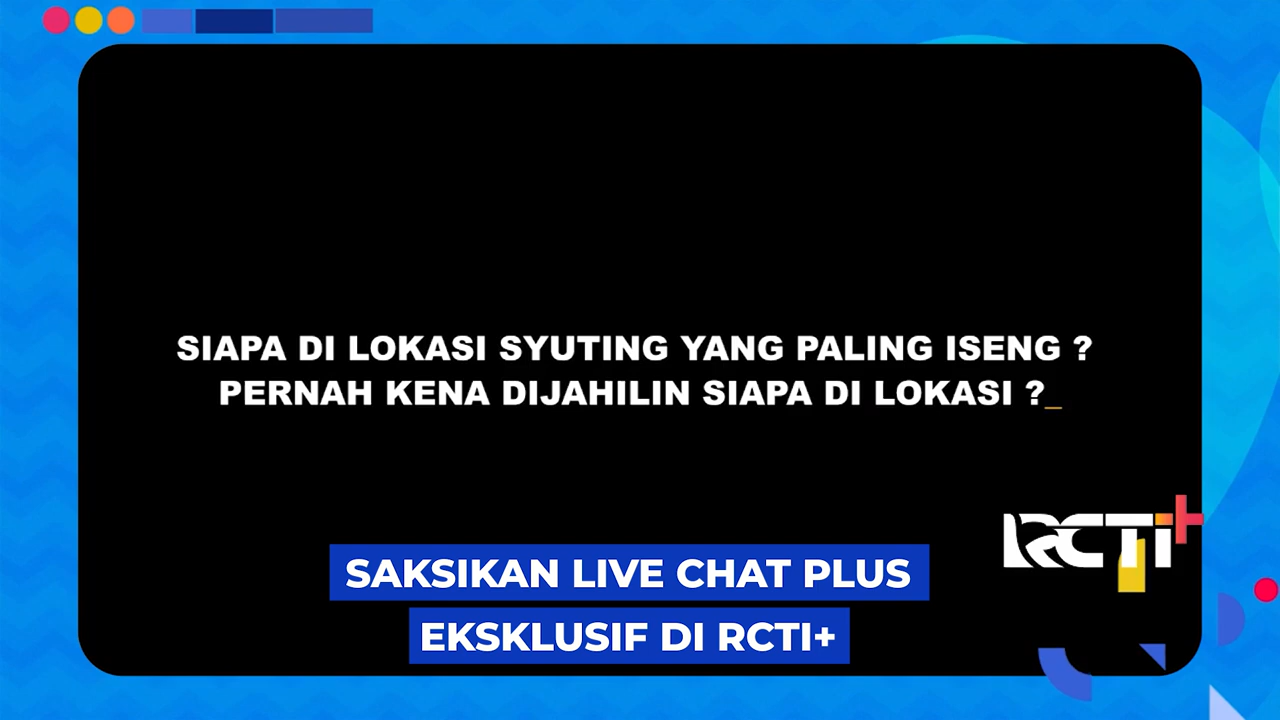 SIAPA DI LOKASI SYUTING YANG PALING ISENG ?
PERNAH KENA DIJAHILIN SIAPA DI LOKASI ?_
RCTI+
SAKSIKAN LIVE CHAT PLUS
EKSKLUSIF DI RCTI+